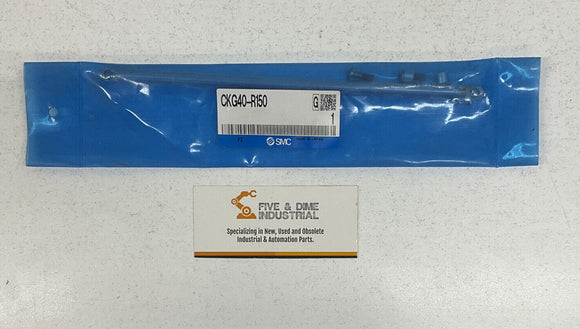 CKG40-R150
G
1
SMC
FIVE & DIME
INDUSTRIAL
Specializing in New, Used and Obsolete
Industrial & Automation Parts.